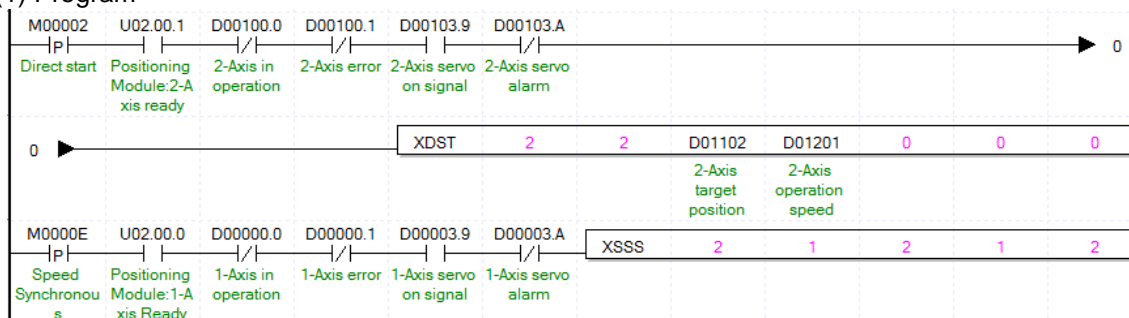 (1) Program
M00002 U02.00.1 D00100.0 D00100.1 D00103.9 D00103.A
P
0
Direct start Positioning 2-Axis in 2-Axis error 2-Axis servo 2-Axis servo
Module:2-A operation on signal alarm
xis ready
0 XDST 2 2 D01102 D01201 0 0 0
2-Axis 2-Axis
target operation
position speed
M0000E U02.00.0 D00000.0 D00000.1 D00003.9 D00003.A
P
XSSS 2 1 2 1 2
Speed Positioning 1-Axis in 1-Axis error 1-Axis servo 1-Axis servo
Synchronou Module:1-A operation on signal alarm
s xis Ready